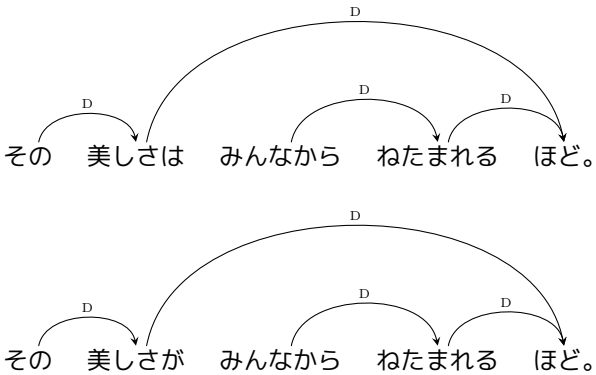 D
D D D
その 美しさは みんなから ねたまれる ほど。
D
D D D
その 美しさが みんなから ねたまれる ほど。